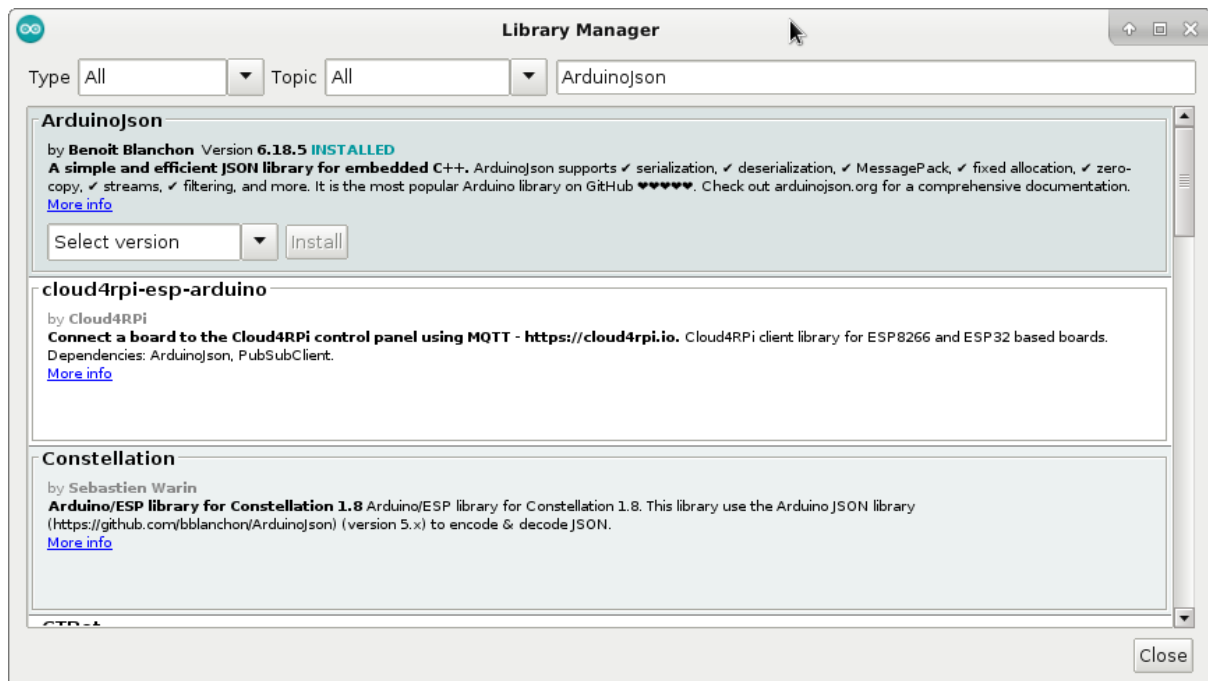 Library Manager
Type All Topic All ArduinoJson
ArduinoJson
by Benoit Blanchon Version 6.18.5 INSTALLED
A simple and efficient JSON library for embedded C++. ArduinoJson supports ✔ serialization, ✔ deserialization, ✔ MessagePack, ✔ fixed allocation, ✔ zero-
copy, ✔ streams, ✔ filtering, and more. It is the most popular Arduino library on GitHub ❤❤❤❤❤. Check out arduinojson.org for a comprehensive documentation.
More info
Select version Install
cloud4rpi-esp-arduino
by Cloud4RPi
Connect a board to the Cloud4RPi control panel using MQTT - https://cloud4rpi.io. Cloud4RPi client library for ESP8266 and ESP32 based boards.
Dependencies: ArduinoJson, PubSubClient.
More info
Constellation
by Sebastien Warin
Arduino/ESP library for Constellation 1.8 Arduino/ESP library for Constellation 1.8. This library use the Arduino JSON library
(https://github.com/bblanchon/ArduinoJson) (version 5.x) to encode & decode JSON.
More info
CTBot
Close